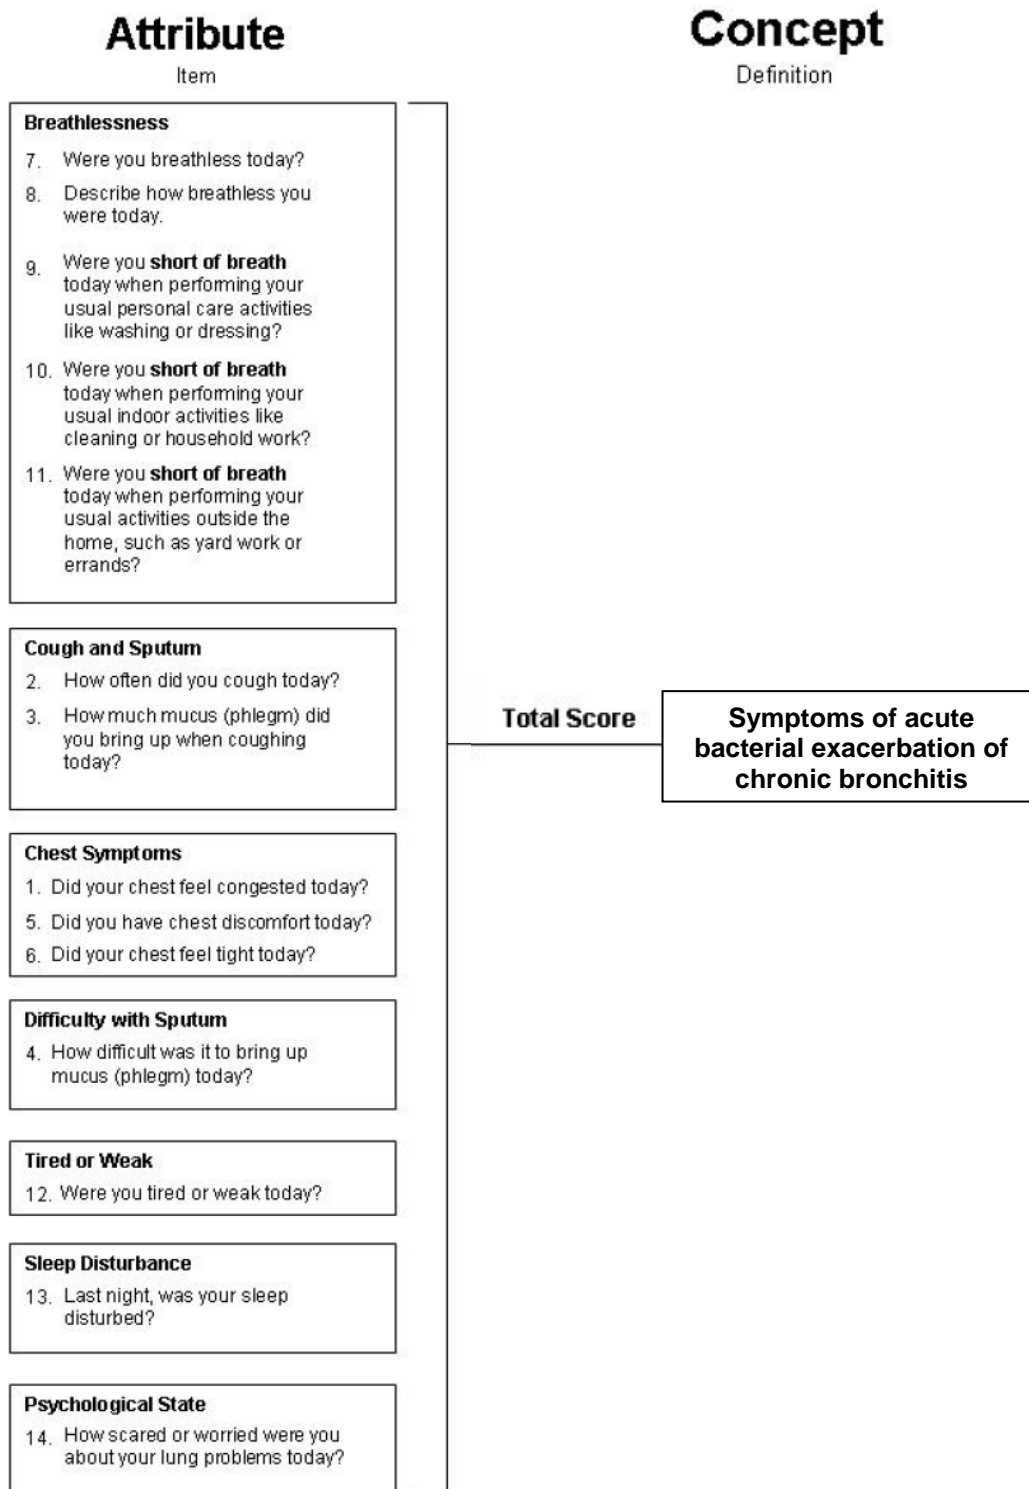 Attribute
Item
Concept
Definition
Breathlessness
7. Were you breathless today?
8. Describe how breathless you
were today.
9. Were you short of breath
today when performing your
usual personal care activities
like washing or dressing?
10. Were you short of breath
today when performing your
usual indoor activities like
cleaning or household work?
11. Were you short of breath
today when performing your
usual activities outside the
home, such as yard work or
errands?
Cough and Sputum
2. How often did you cough today?
3. How much mucus (phlegm) did
you bring up when coughing
today?
Chest Symptoms
1. Did your chest feel congested today?
5. Did you have chest discomfort today?
6. Did your chest feel tight today?
Difficulty with Sputum
4. How difficult was it to bring up
mucus (phlegm) today?
Tired or Weak
12. Were you tired or weak today?
Sleep Disturbance
13. Last night, was your sleep
disturbed?
Psychological State
14. How scared or worried were you
about your lung problems today?
Total Score
Symptoms of acute
bacterial exacerbation of
chronic bronchitis